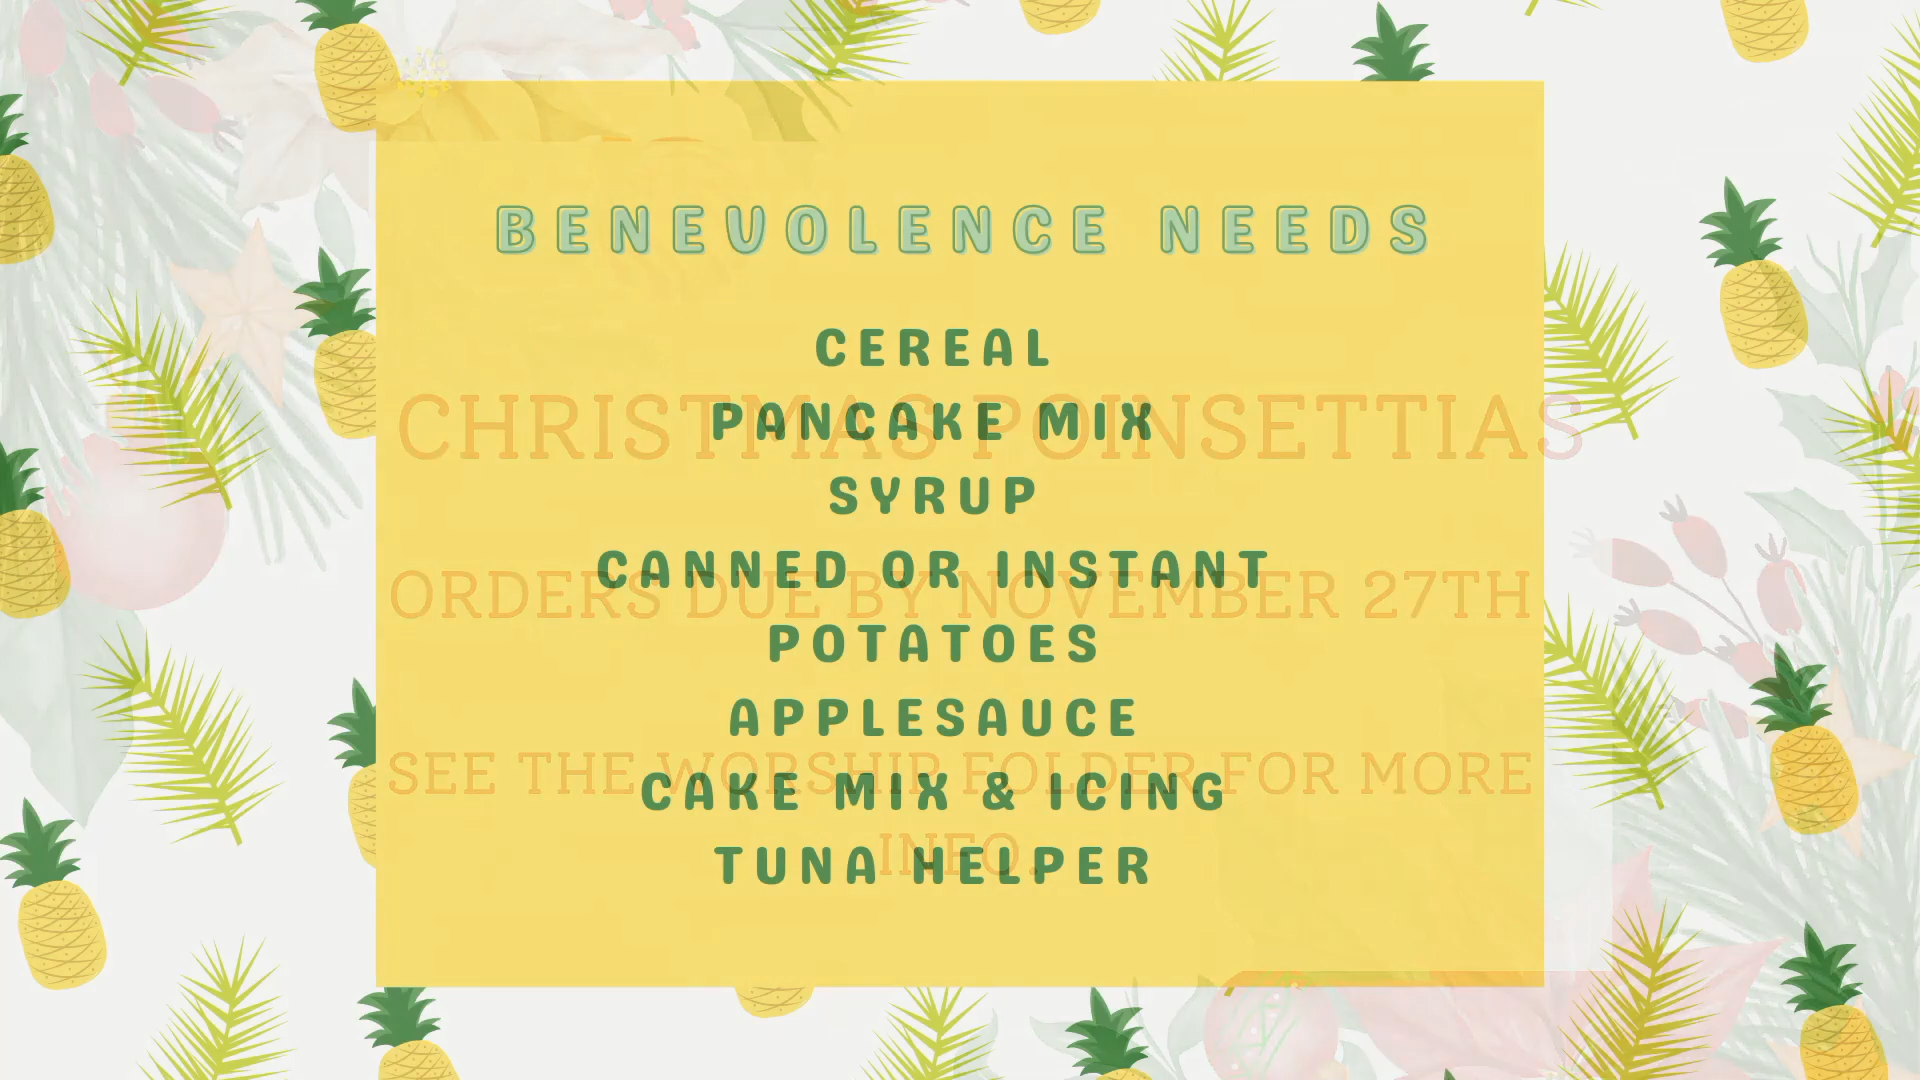 BENEVOLENCE NEEDS
CEREAL
PANCAKE MIX
SYRUP
CANNED OR INSTANT
POTATOES
APPLESAUCE
CAKE MIX & ICING
TUNA HELPER
CHRISTMAS POINSETTIAS
ORDERS DUE BY NOVEMBER 27TH
SEE THE WORSHIP FOLDER FOR MORE
INFO.